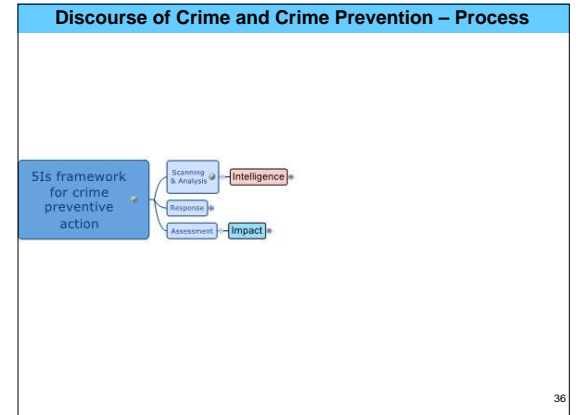 Discourse of Crime and Crime Prevention – Process
5Is framework
for crime
preventive
action
Scanning
& Analysis
Intelligence
Response
Assessment
Impact
36